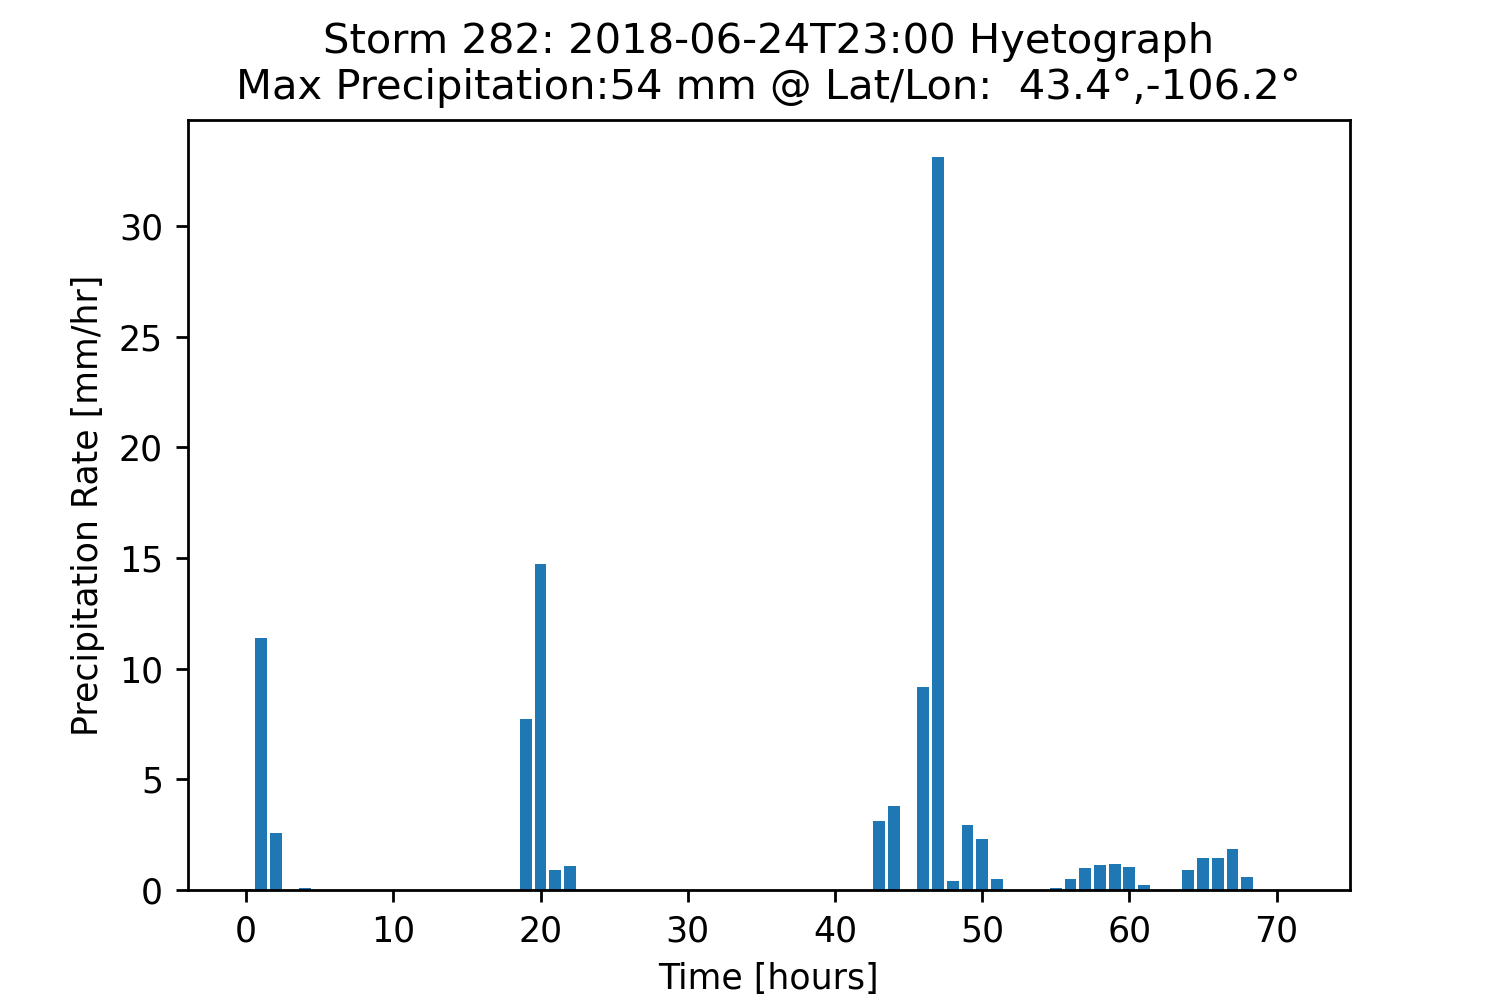 Storm 282: 2018-06-24T23:00 Hyetograph
Max Precipitation:54 mm @ Lat/Lon:  43.4°,-106.2°
Precipitation Rate [mm/hr]
30
25
20
15
10
5
0
0 10 20 30 40 50 60 70
Time [hours]